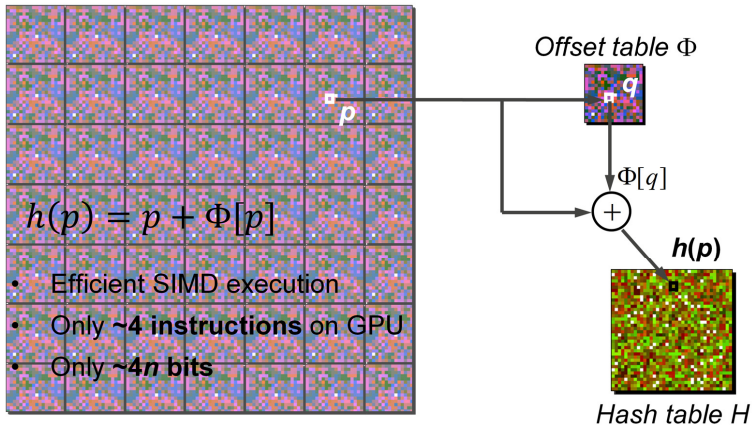 Offset table Φ
q
p
Φ[q]
+
h(p) = p + Φ[p]
h(p)
• Efficient SIMD execution
• Only ~4 instructions on GPU
• Only ~4n bits
Hash table H